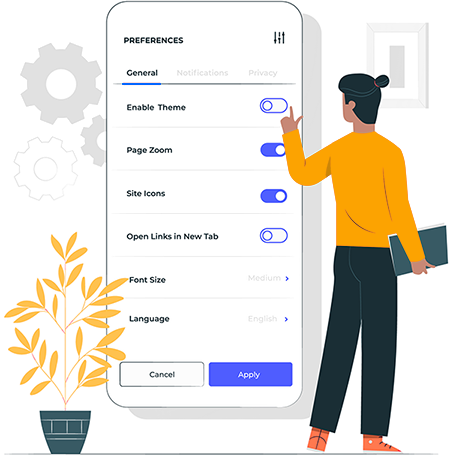 PREFERENCES
General Notifications Privacy
Enable Theme
Page Zoom
Site Icons
Open Links in New Tab
Font Size Medium
Language English
Cancel Apply